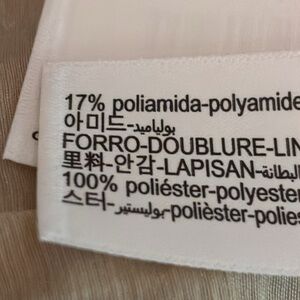 17% poliamida-polyamide
아미드-بولياميد-
FORRO-DOUBLURE-LIN
里料-안감-LAPISAN-البطانة
100% poliéster-polyester
스터-بوليستير-polièster-polies